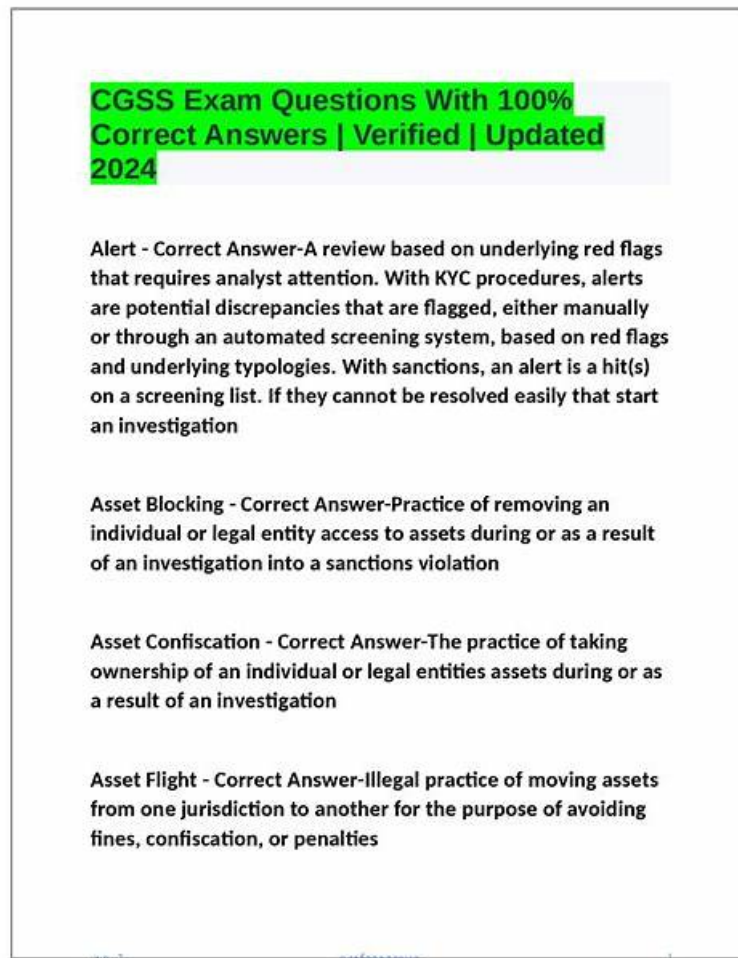 CGSS Exam Questions With 100%
Correct Answers | Verified | Updated
2024
Alert - Correct Answer-A review based on underlying red flags
that requires analyst attention. With KYC procedures, alerts
are potential discrepancies that are flagged, either manually
or through an automated screening system, based on red flags
and underlying typologies. With sanctions, an alert is a hit(s)
on a screening list. If they cannot be resolved easily that start
an investigation
Asset Blocking - Correct Answer-Practice of removing an
individual or legal entity access to assets during or as a result
of an investigation into a sanctions violation
Asset Confiscation - Correct Answer-The practice of taking
ownership of an individual or legal entities assets during or as
a result of an investigation
Asset Flight - Correct Answer-Illegal practice of moving assets
from one jurisdiction to another for the purpose of avoiding
fines, confiscation, or penalties